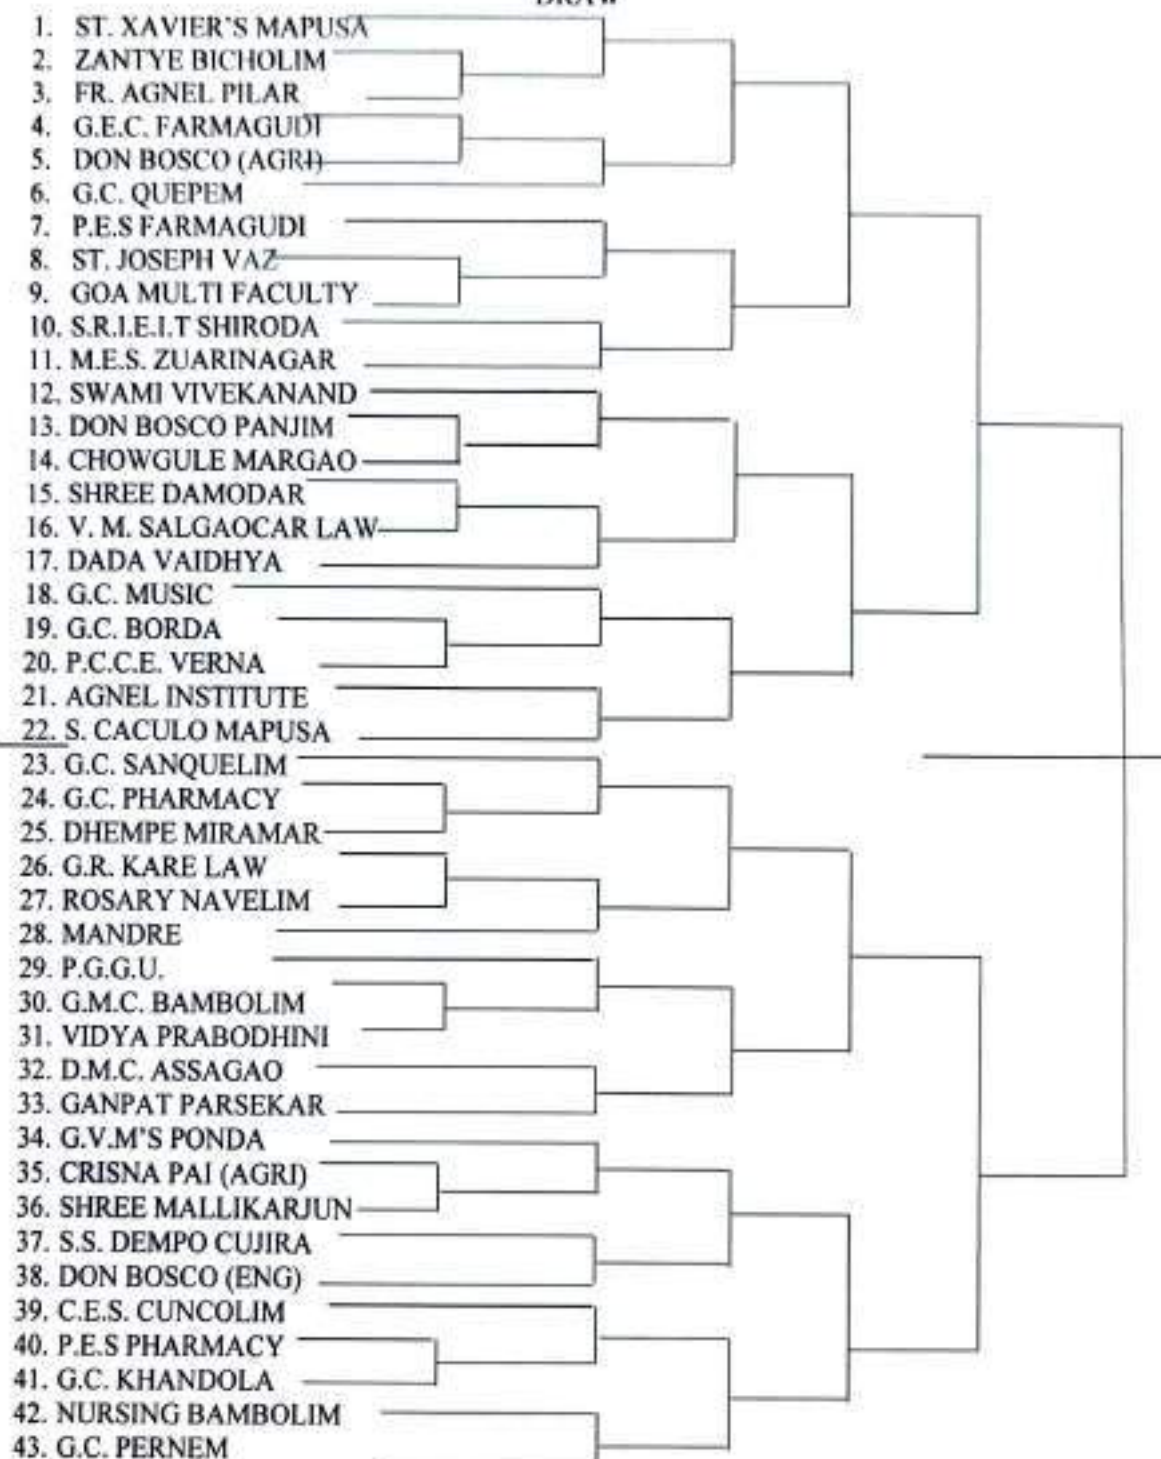 DRAW
1. ST. XAVIER'S MAPUSA
2. ZANTYE BICHOLIM
3. FR. AGNEL PILAR
4. G.E.C. FARMAGUDI
5. DON BOSCO (AGRI)
6. G.C. QUEPEM
7. P.E.S FARMAGUDI
8. ST. JOSEPH VAZ
9. GOA MULTI FACULTY
10. S.R.I.E.I.T SHIRODA
11. M.E.S. ZUARINAGAR
12. SWAMI VIVEKANAND
13. DON BOSCO PANJIM
14. CHOWGULE MARGAO
15. SHREE DAMODAR
16. V. M. SALGAOCAR LAW
17. DADA VAIDHYA
18. G.C. MUSIC
19. G.C. BORDA
20. P.C.C.E. VERNA
21. AGNEL INSTITUTE
22. S. CACULO MAPUSA
23. G.C. SANQUELIM
24. G.C. PHARMACY
25. DHEMPE MIRAMAR
26. G.R. KARE LAW
27. ROSARY NAVELIM
28. MANDRE
29. P.G.G.U.
30. G.M.C. BAMBOLIM
31. VIDYA PRABODHINI
32. D.M.C. ASSAGAO
33. GANPAT PARSEKAR
34. G.V.M'S PONDA
35. CRISNA PAI (AGRI)
36. SHREE MALLIKARJUN
37. S.S. DEMPO CUJIRA
38. DON BOSCO (ENG)
39. C.E.S. CUNCOLIM
40. P.E.S PHARMACY
41. G.C. KHANDOLA
42. NURSING BAMBOLIM
43. G.C. PERNEM